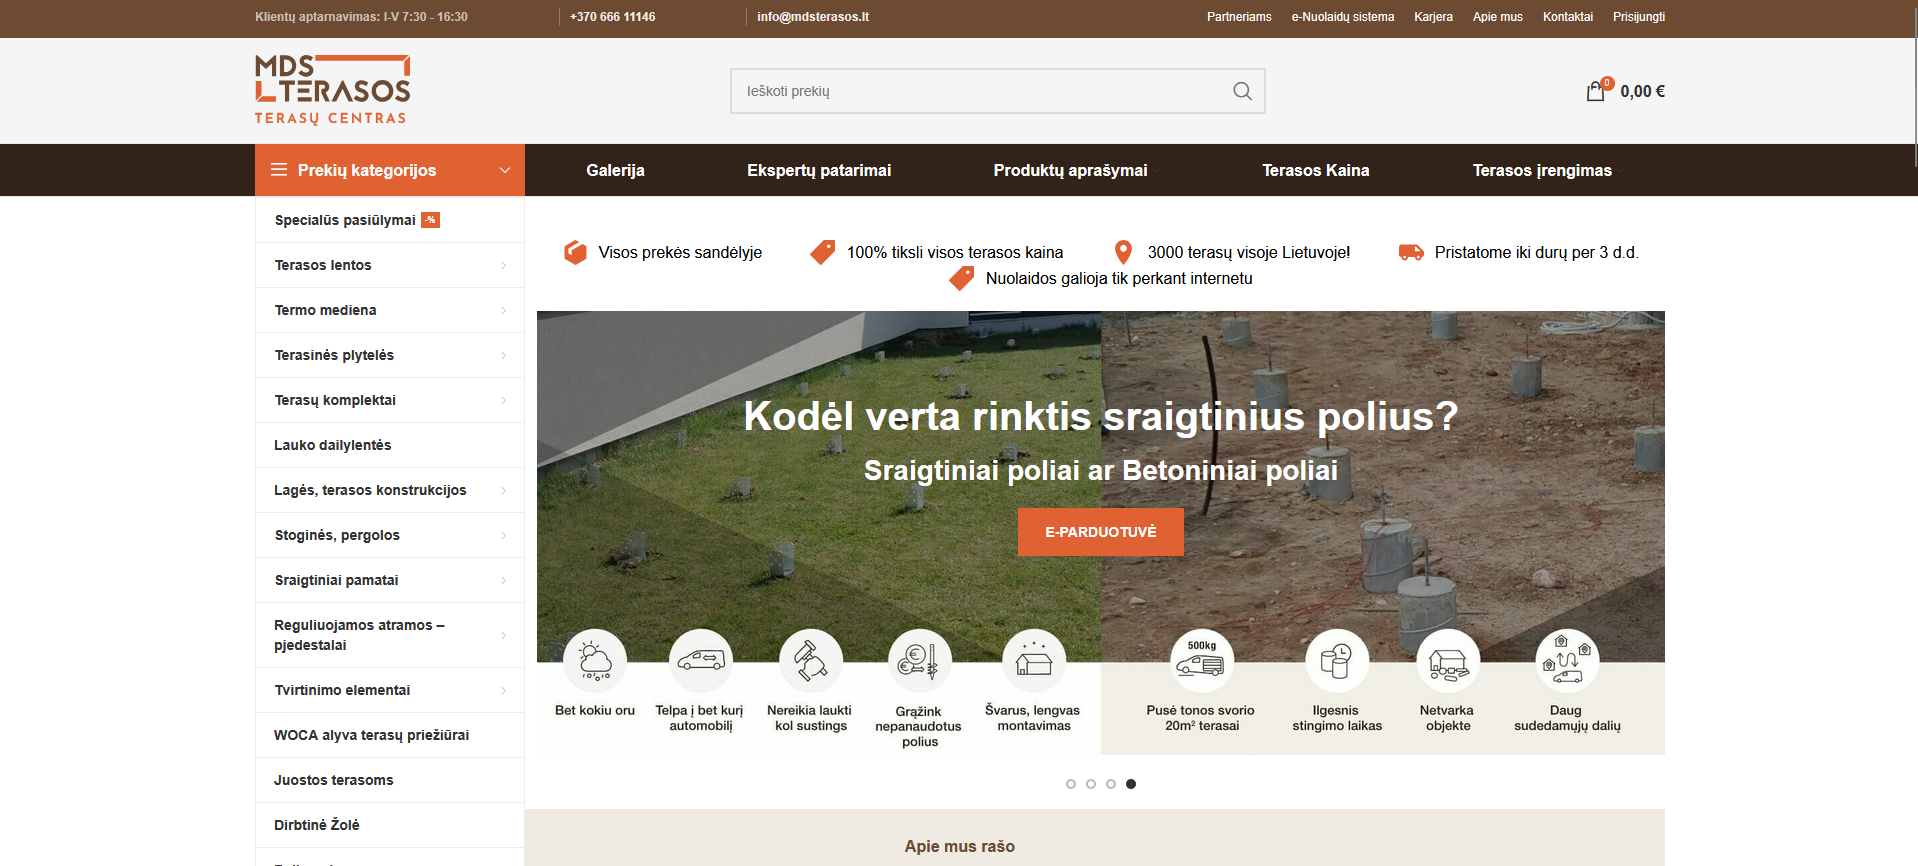 Klientų aptarnavimas: I-V 7:30 - 16:30
+370 666 11146
info@mdsterasos.lt
Partneriams
e-Nuolaidų sistema
Karjera
Apie mus
Kontaktai
Prisijungti
MDS
TERASOS
TERASŲ CENTRAS
Ieškoti prekių
0
0,00 €
Prekių kategorijos
Galerija
Ekspertų patarimai
Produktų aprašymai
Terasos Kaina
Terasos įrengimas
Specialūs pasiūlymai -%
Terasos lentos
Termo mediena
Terasinės plytelės
Terasų komplektai
Lauko dailylentės
Lagės, terasos konstrukcijos
Stoginės, pergolos
Sraigtiniai pamatai
Reguliuojamos atramos –
pjedestalai
Tvirtinimo elementai
WOCA alyva terasų priežiūrai
Juostos terasoms
Dirbtinė Žolė
Visos prekės sandėlyje
100% tiksli visos terasos kaina
3000 terasų visoje Lietuvoje!
Pristatome iki durų per 3 d.d.
Nuolaidos galioja tik perkant internetu
Kodėl verta rinktis sraigtinius polius?
Sraigtiniai poliai ar Betoniniai poliai
E-PARDUOTUVĖ
Bet kokiu oru
Telpa į bet kurį
automobilį
Nereikia laukti
kol sustings
Grąžink
nepanaudotus
polius
Švarus, lengvas
montavimas
500kg
Pusė tonos svorio
20m² terasai
Ilgesnis
stingimo laikas
Netvarka
objekte
Daug
sudedamųjų dalių
Apie mus rašo